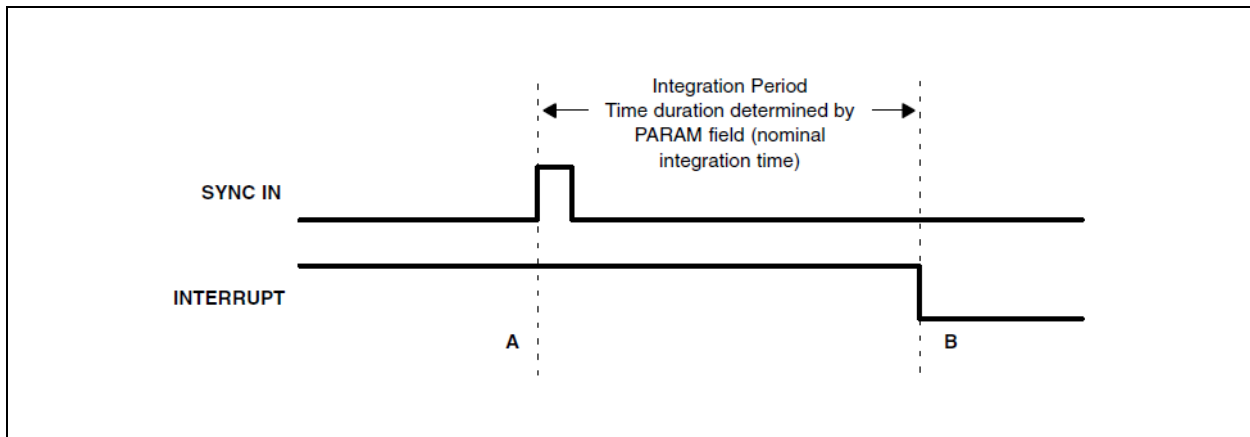 Integration Period
Time duration determined by
PARAM field (nominal
integration time)
SYNC IN
INTERRUPT
A
B